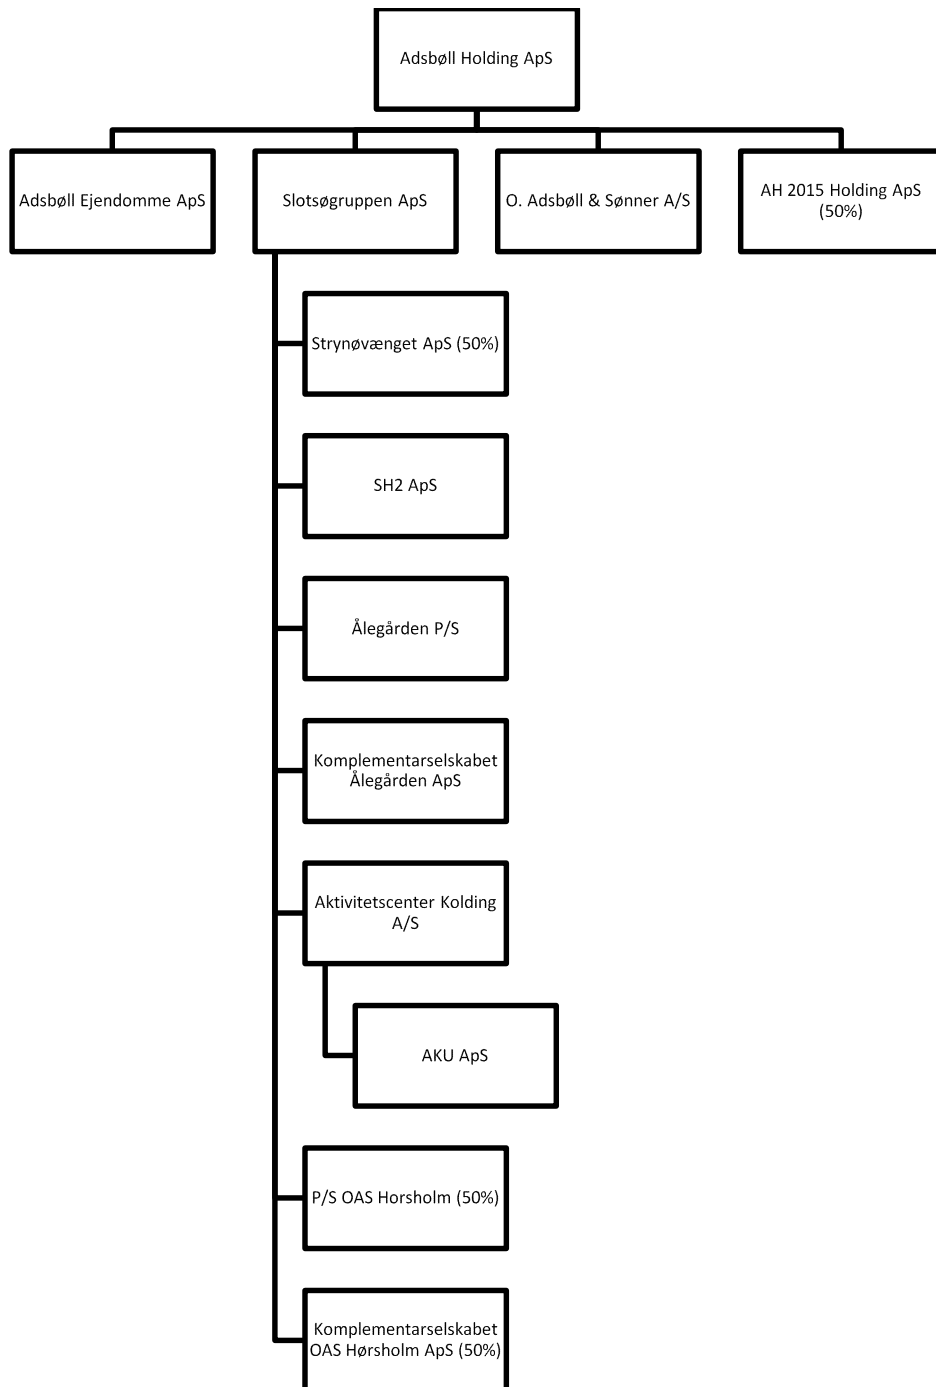 Adsbøll Holding ApS
Adsbøll Ejendomme ApS
Slotsøgruppen ApS
O. Adsbøll & Sønner A/S
AH 2015 Holding ApS
(50%)
Strynøvænget ApS (50%)
SH2 ApS
Ålegården P/S
Komplementarselskabet
Ålegården ApS
Aktivitetscenter Kolding
A/S
AKU ApS
P/S OAS Horsholm (50%)
Komplementarselskabet
OAS Hørsholm ApS (50%)